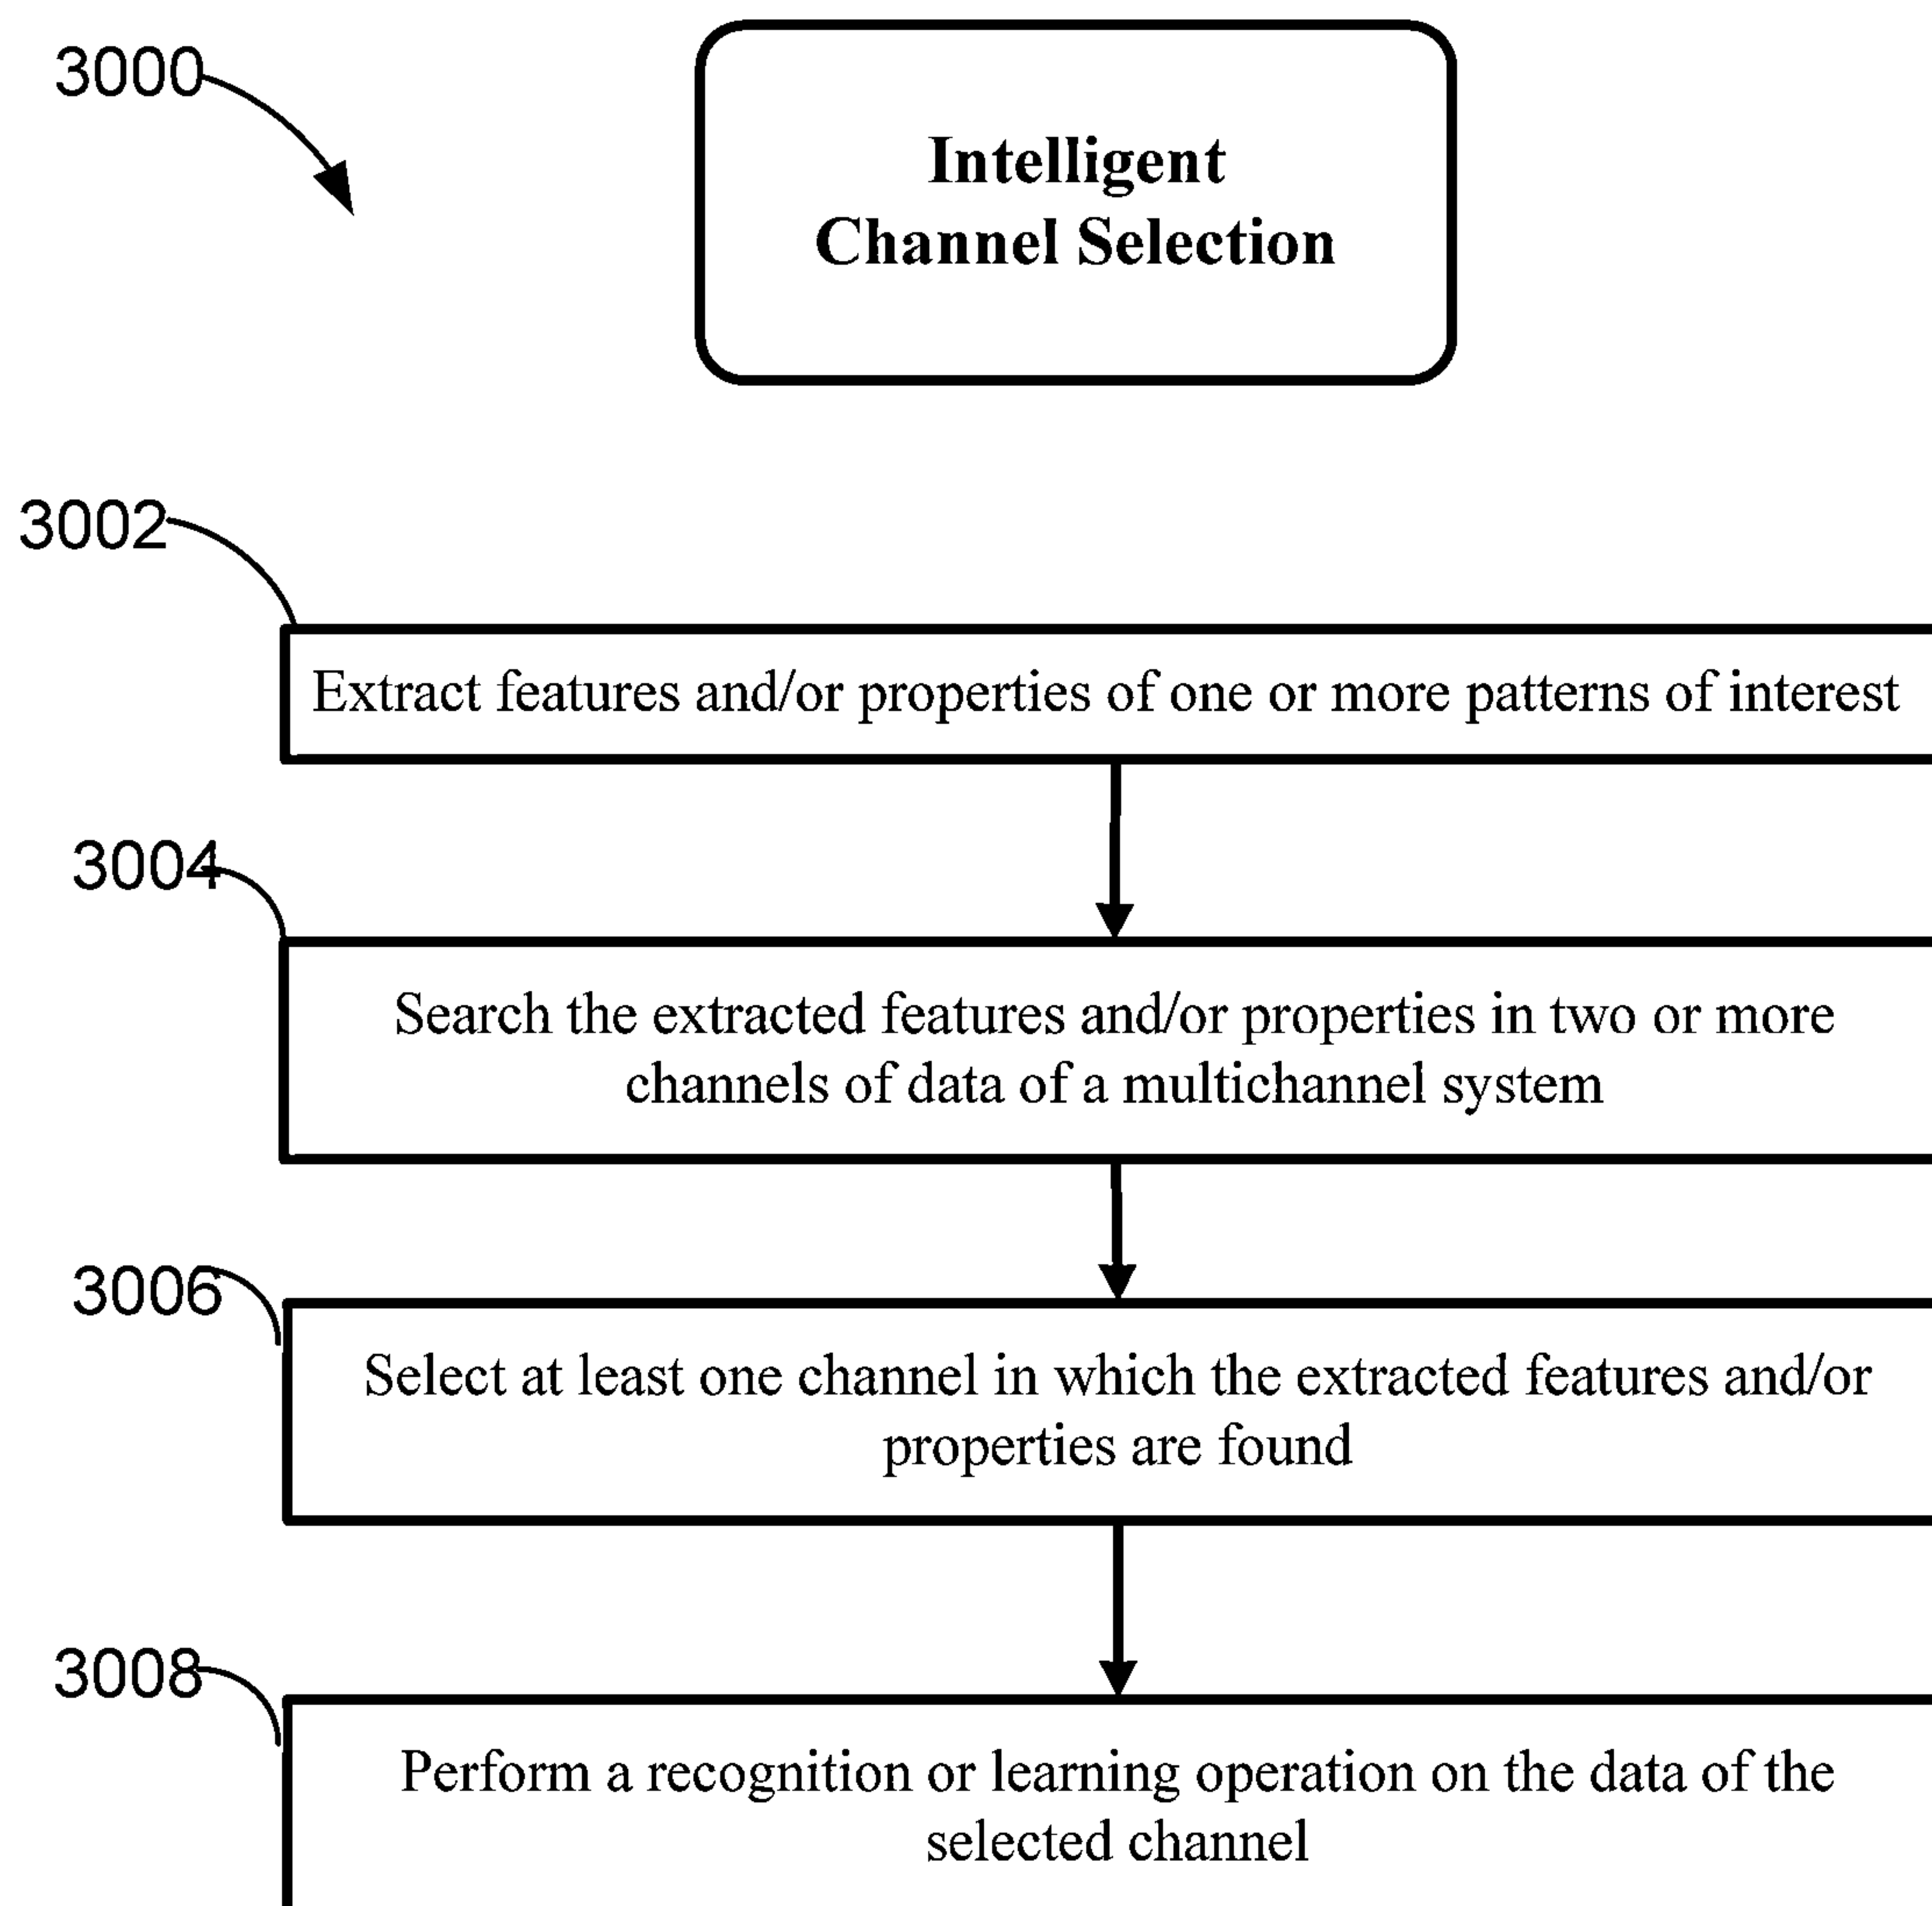 3000
Intelligent
Channel Selection
3002
Extract features and/or properties of one or more patterns of interest
3004
Search the extracted features and/or properties in two or more
channels of data of a multichannel system
3006
Select at least one channel in which the extracted features and/or
properties are found
3008
Perform a recognition or learning operation on the data of the
selected channel